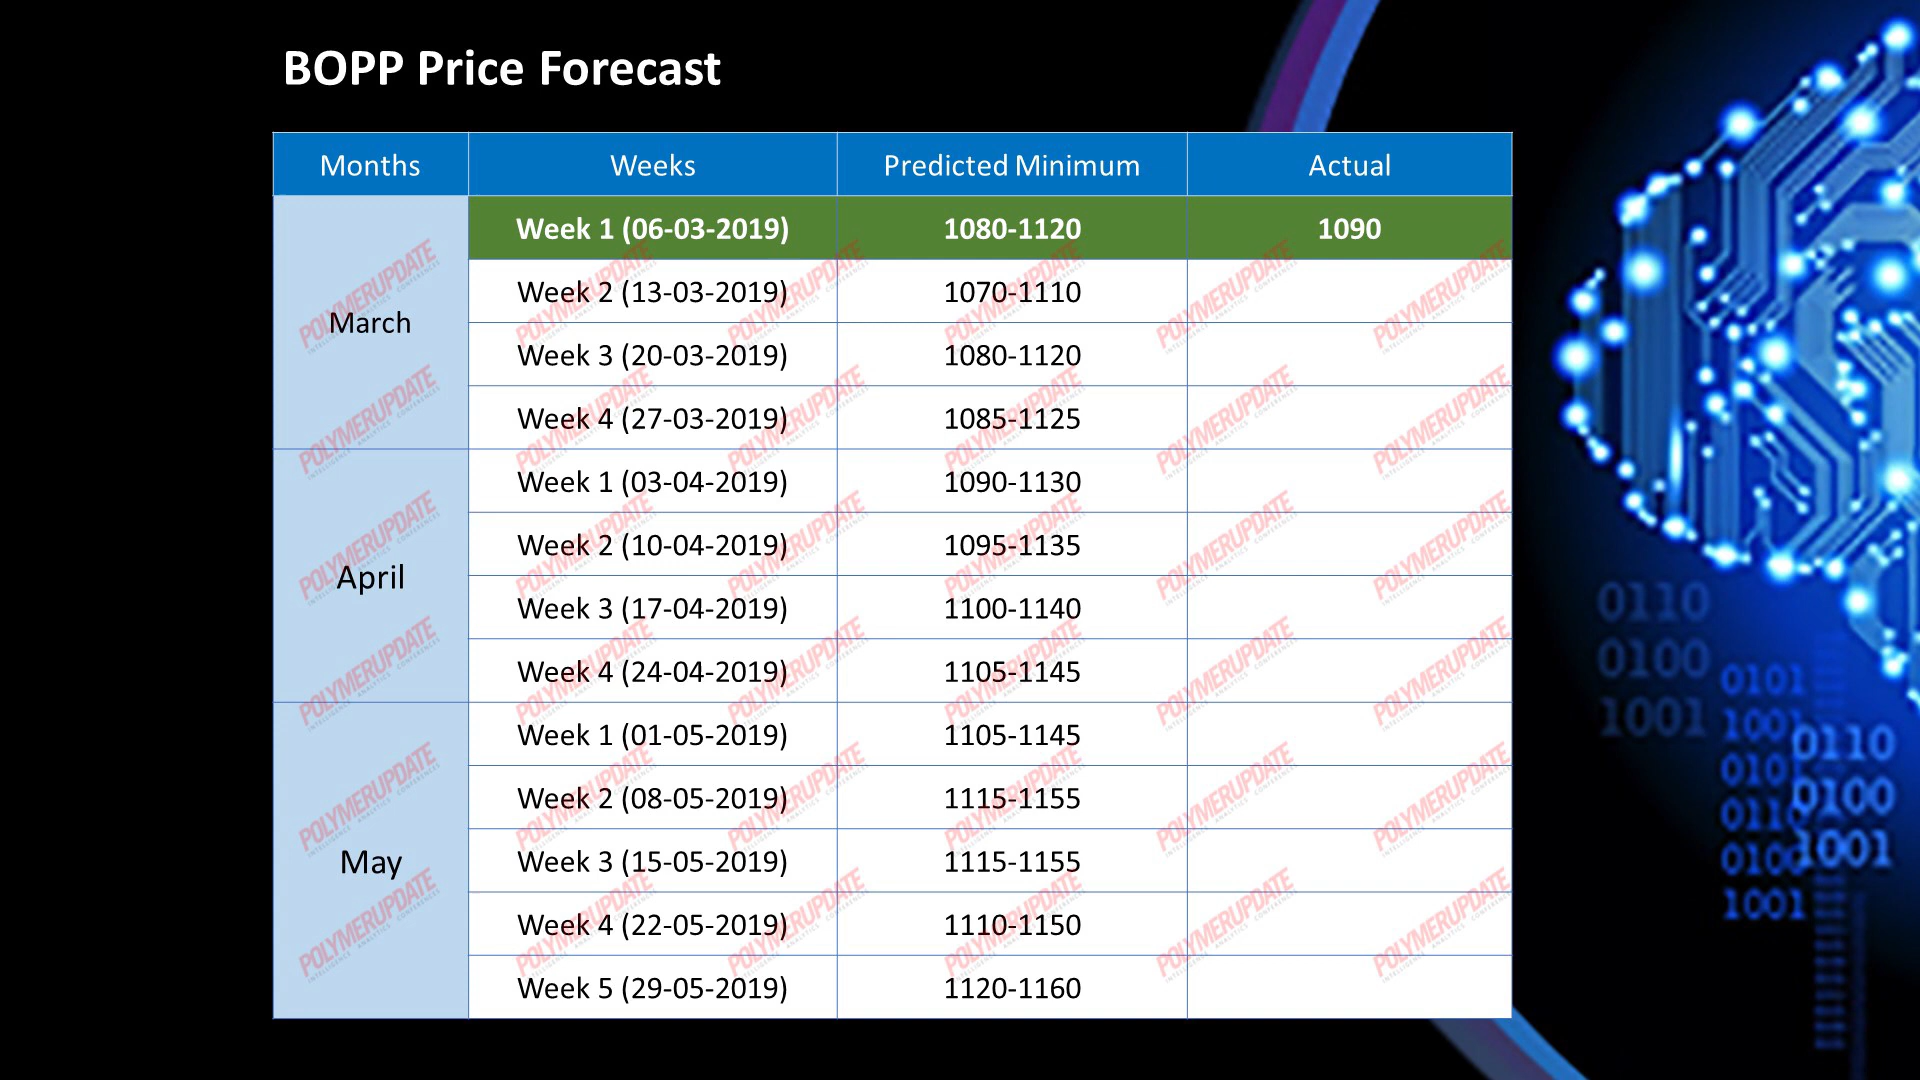 BOPP Price Forecast
Months Weeks Predicted Minimum Actual
March
Week 1 (06-03-2019) 1080-1120 1090
Week 2 (13-03-2019) 1070-1110
Week 3 (20-03-2019) 1080-1120
Week 4 (27-03-2019) 1085-1125
April
Week 1 (03-04-2019) 1090-1130
Week 2 (10-04-2019) 1095-1135
Week 3 (17-04-2019) 1100-1140
Week 4 (24-04-2019) 1105-1145
May
Week 1 (01-05-2019) 1105-1145
Week 2 (08-05-2019) 1115-1155
Week 3 (15-05-2019) 1115-1155
Week 4 (22-05-2019) 1110-1150
Week 5 (29-05-2019) 1120-1160
POLYMERUPDATE
INTELLIGENCE ANALYTICS CONFERENCES
0110
0100
1001
0101
1001
0110
0100
1001
1001